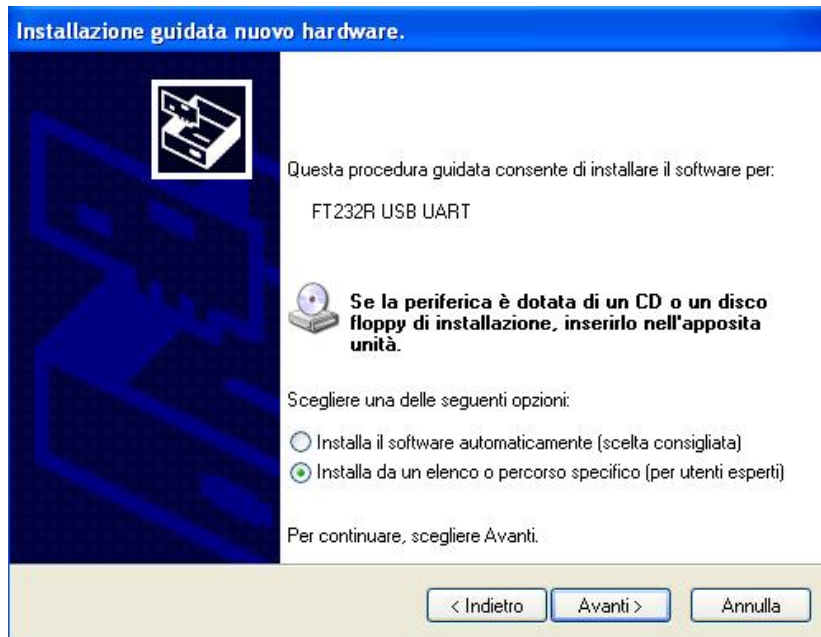 Installazione guidata nuovo hardware.
Questa procedura guidata consente di installare il software per:
FT232R USB UART
Se la periferica è dotata di un CD o un disco
floppy di installazione, inserirlo nell'apposita
unità.
Scegliere una delle seguenti opzioni:
Installa il software automaticamente (scelta consigliata)
Installa da un elenco o percorso specifico (per utenti esperti)
Per continuare, scegliere Avanti.
< Indietro Avanti > Annulla